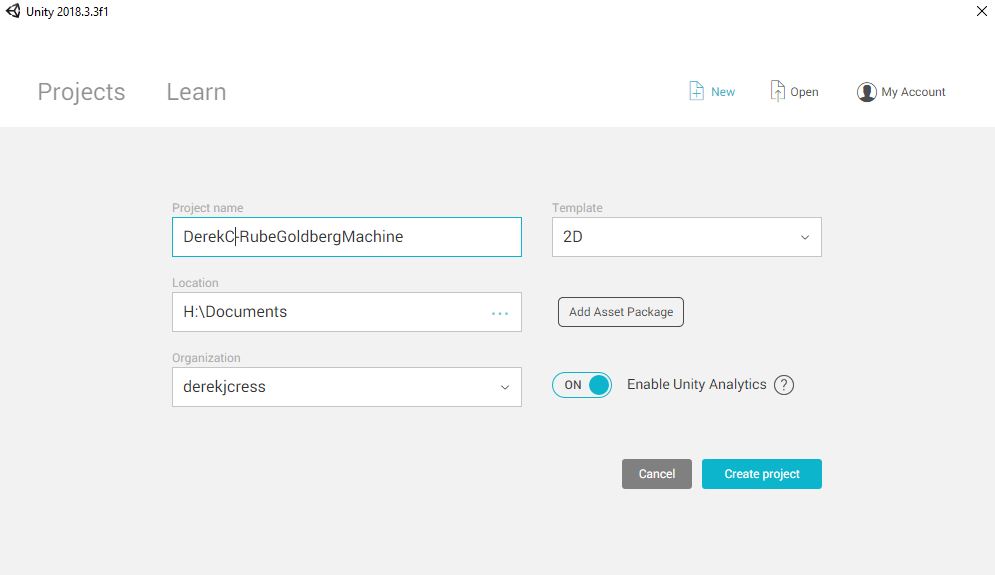 Unity 2018.3.3f1
Projects Learn New Open My Account
Project name Template
DerekC-RubeGoldbergMachine 2D
Location
H:\Documents ... Add Asset Package
Organization
derekjcress ON Enable Unity Analytics ?
Cancel Create project